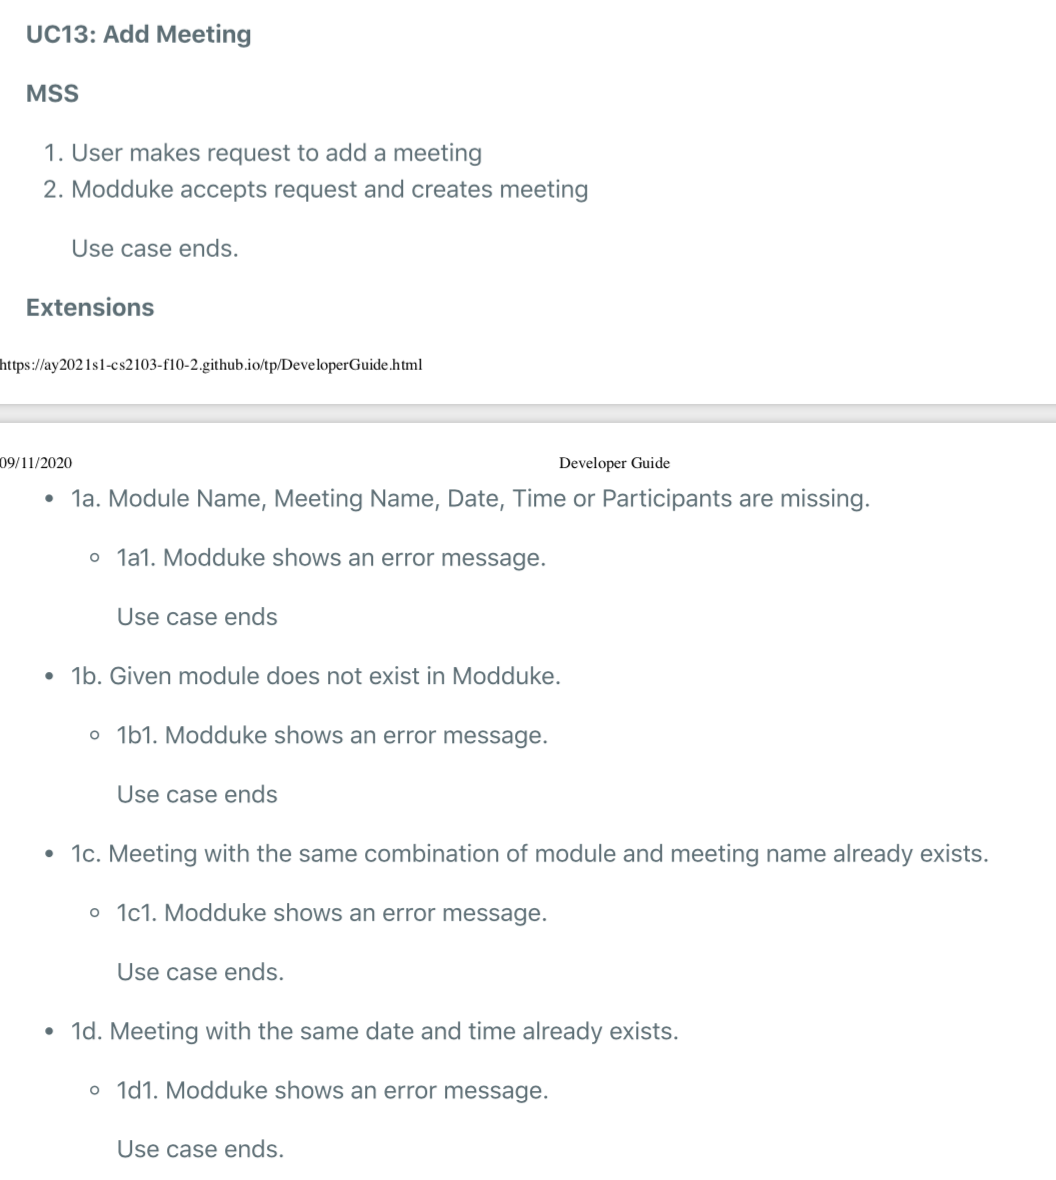 UC13: Add Meeting
MSS
1. User makes request to add a meeting
2. Modduke accepts request and creates meeting
Use case ends.
Extensions
https://ay2021s1-cs2103-f10-2.github.io/tp/DeveloperGuide.html
09/11/2020 Developer Guide
• 1a. Module Name, Meeting Name, Date, Time or Participants are missing.
○ 1a1. Modduke shows an error message.
Use case ends
• 1b. Given module does not exist in Modduke.
○ 1b1. Modduke shows an error message.
Use case ends
• 1c. Meeting with the same combination of module and meeting name already exists.
○ 1c1. Modduke shows an error message.
Use case ends.
• 1d. Meeting with the same date and time already exists.
○ 1d1. Modduke shows an error message.
Use case ends.